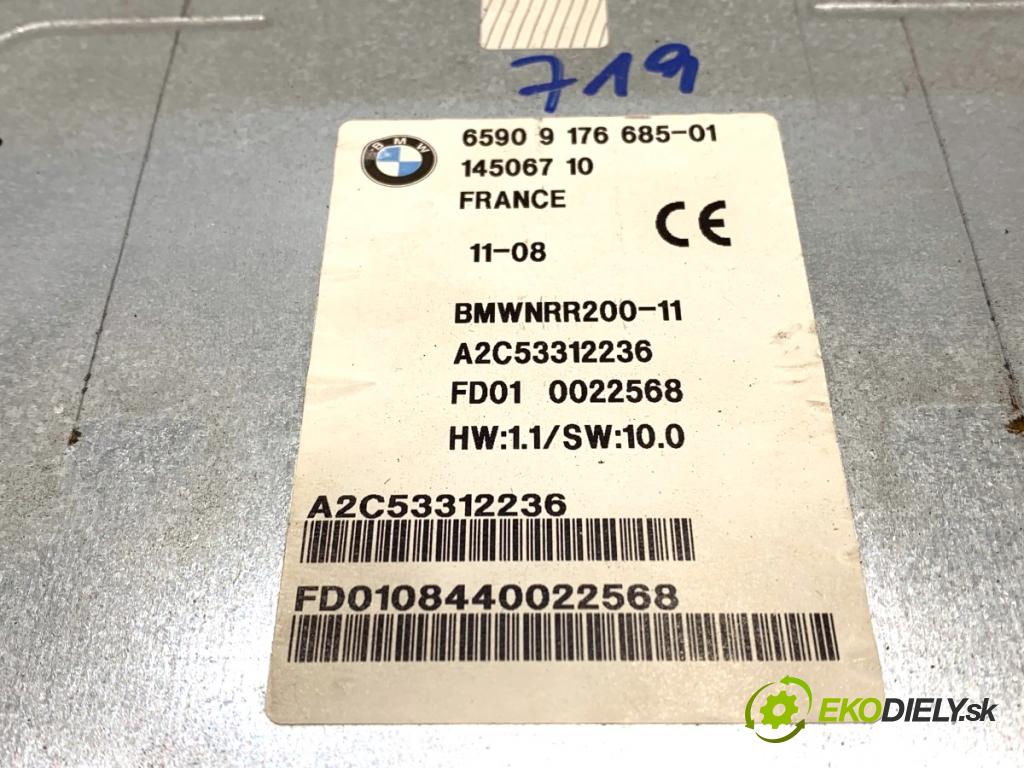 719
BMW
6590 9 176 685-01
145067 10
FRANCE
CE
11-08
BMWNRR200-11
A2C53312236
FD01 0022568
HW:1.1/SW:10.0
A2C53312236
FD0108440022568
EKODIELY.sk